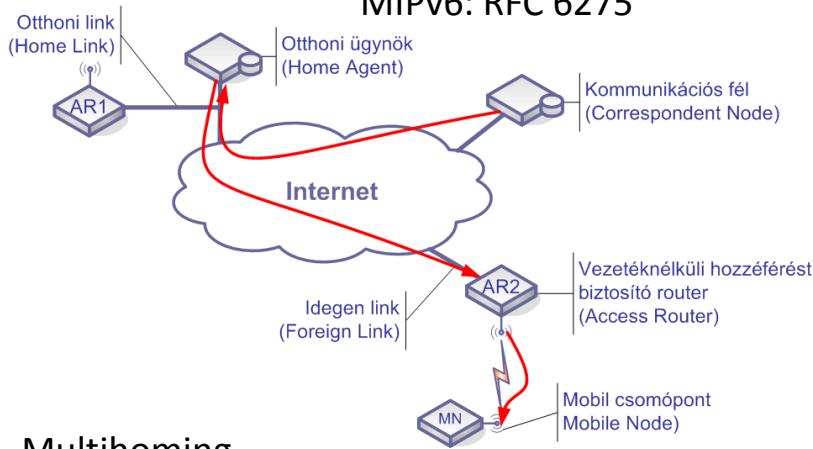 MIPv6: RFC 6275
Otthoni link
(Home Link)
Otthoni ügynök
(Home Agent)
AR1
Kommunikációs fél
(Correspondent Node)
Internet
AR2
Vezetéknélküli hozzéférést
biztosító router
(Access Router)
Idegen link
(Foreign Link)
MN
Mobil csomópont
Mobile Node)
Multihoming